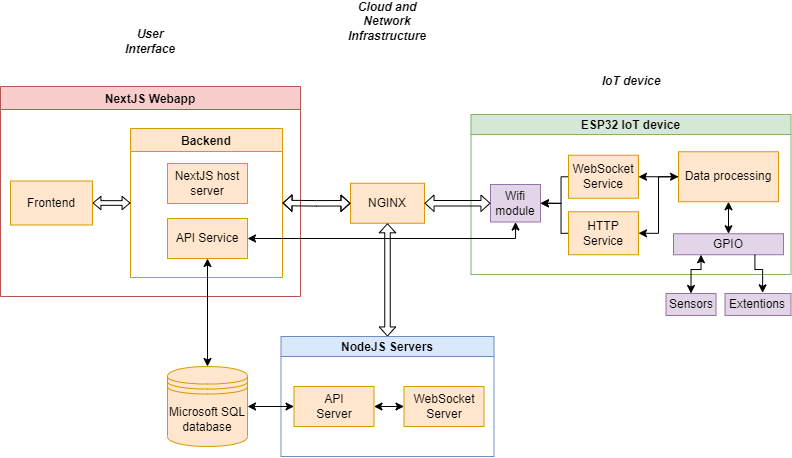 Cloud and
Network
Infrastructure
User
Interface
IoT device
NextJS Webapp
ESP32 IoT device
Backend
NextJS host
server
Frontend
API Service
NGINX
Wifi
module
WebSocket
Service
HTTP
Service
Data processing
GPIO
Sensors
Extentions
NodeJS Servers
Microsoft SQL
database
API
Server
WebSocket
Server